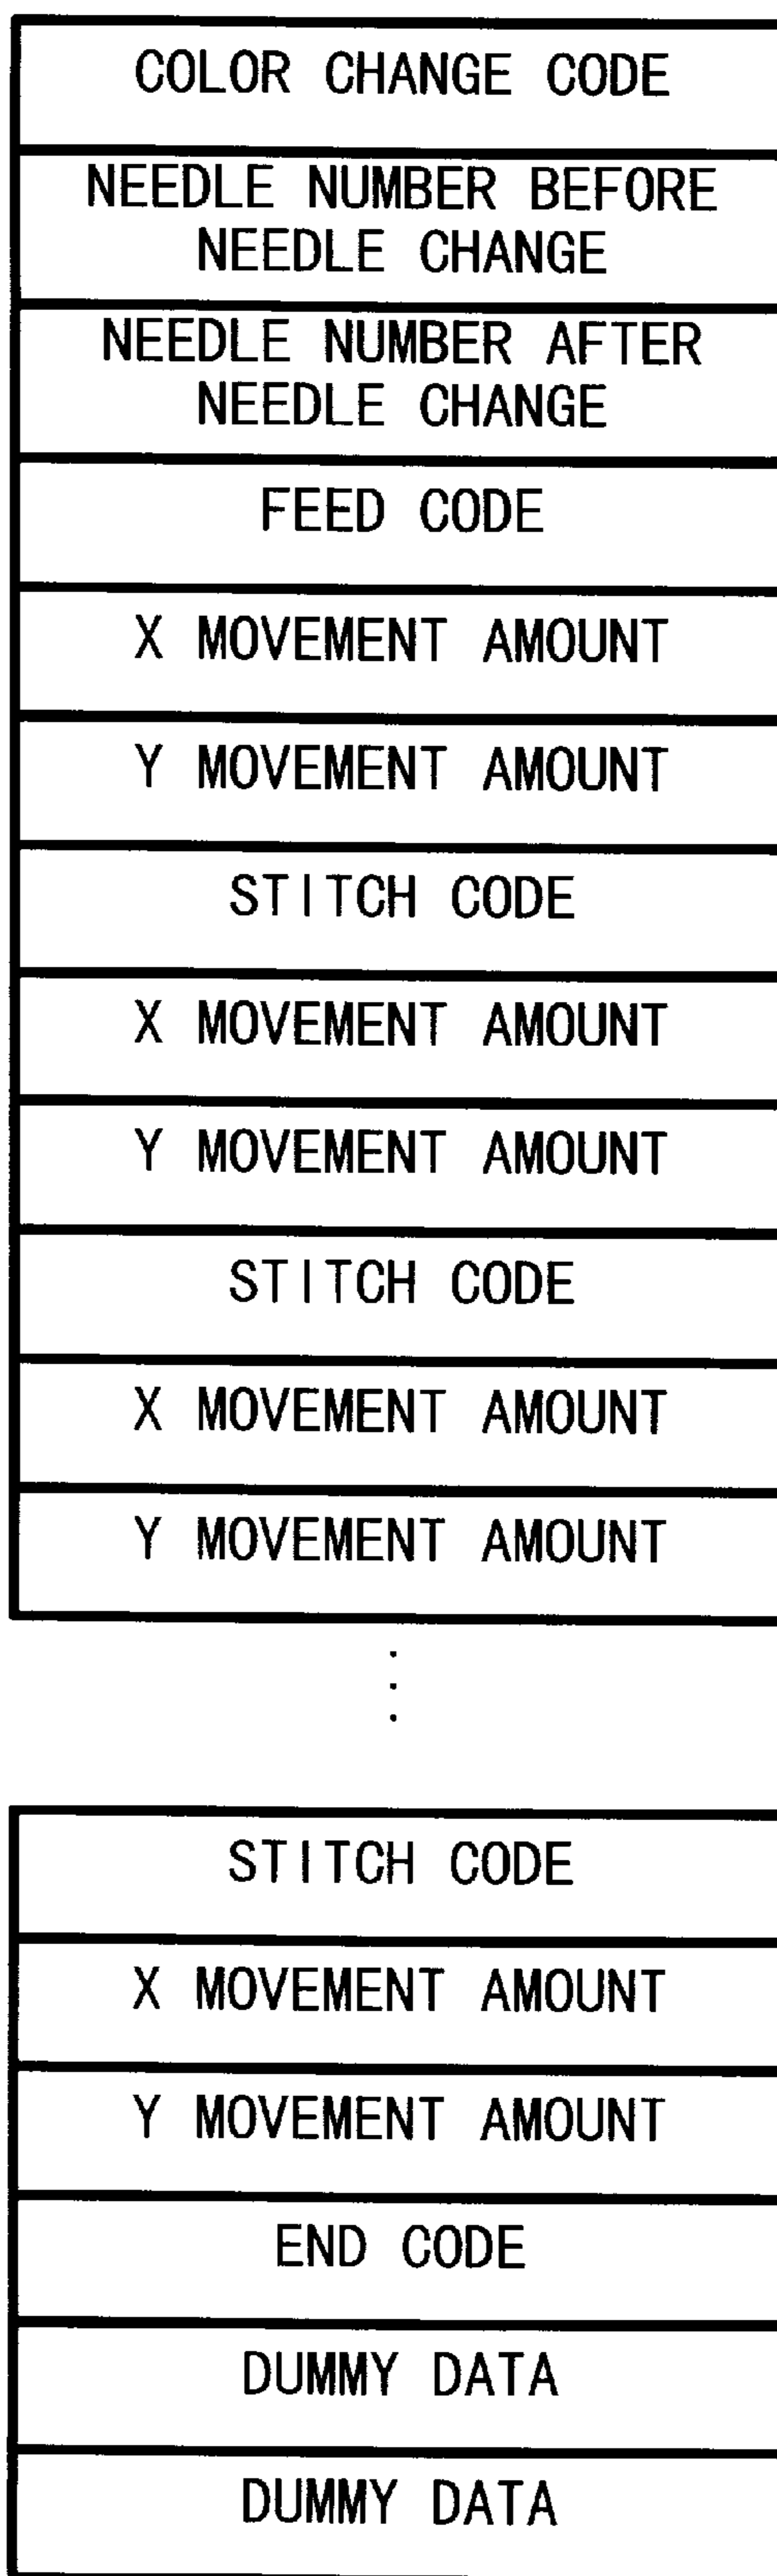 COLOR CHANGE CODE
NEEDLE NUMBER BEFORE
NEEDLE CHANGE
NEEDLE NUMBER AFTER
NEEDLE CHANGE
FEED CODE
X MOVEMENT AMOUNT
Y MOVEMENT AMOUNT
STITCH CODE
X MOVEMENT AMOUNT
Y MOVEMENT AMOUNT
STITCH CODE
X MOVEMENT AMOUNT
Y MOVEMENT AMOUNT
⋮
STITCH CODE
X MOVEMENT AMOUNT
Y MOVEMENT AMOUNT
END CODE
DUMMY DATA
DUMMY DATA